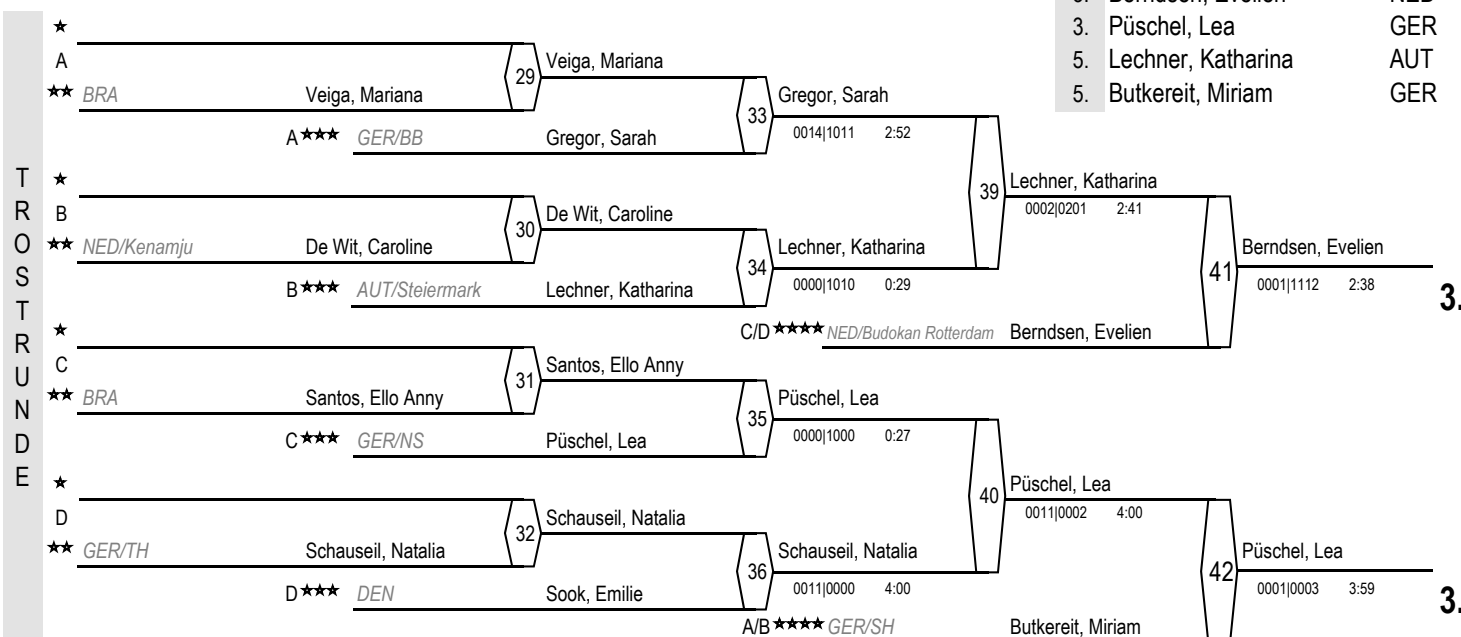 3. Püschel, Lea GER
5. Lechner, Katharina AUT
5. Butkereit, Miriam GER
TROSTRUNDE
★
A
29 Veiga, Mariana
★★ BRA Veiga, Mariana
33 Gregor, Sarah
0014|1011 2:52
A★★★ GER/BB Gregor, Sarah
★
39 Lechner, Katharina
0002|0201 2:41
B
30 De Wit, Caroline
★★ NED/Kenamju De Wit, Caroline
34 Lechner, Katharina
0000|1010 0:29
41 Berndsen, Evelien
0001|1112 2:38
3.
B★★★ AUT/Steiermark Lechner, Katharina
★
C/D★★★★ NED/Budokan Rotterdam Berndsen, Evelien
C
31 Santos, Ello Anny
★★ BRA Santos, Ello Anny
35 Püschel, Lea
0000|1000 0:27
C★★★ GER/NS Püschel, Lea
★
40 Püschel, Lea
0011|0002 4:00
D
32 Schauseil, Natalia
★★ GER/TH Schauseil, Natalia
36 Schauseil, Natalia
0011|0000 4:00
42 Püschel, Lea
0001|0003 3:59
3.
D★★★ DEN Sook, Emilie
A/B★★★★ GER/SH Butkereit, Miriam